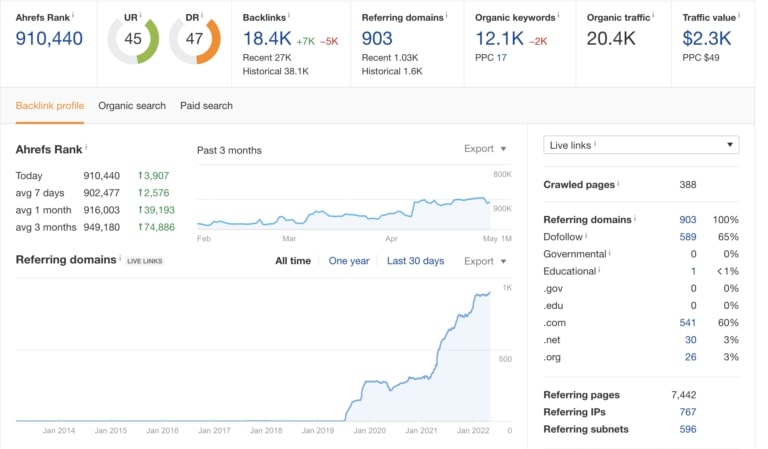 Ahrefs Rank i
910,440
UR i
45
DR i
47
Backlinks i
18.4K +7K −5K
Recent 27K
Historical 38.1K
Referring domains i
903
Recent 1.03K
Historical 1.6K
Organic keywords i
12.1K −2K
PPC 17
Organic traffic i
20.4K
Traffic value i
$2.3K
PPC $49
Backlink profile Organic search Paid search
Ahrefs Rank i
Today 910,440 ↑3,907
avg 7 days 902,477 ↑2,576
avg 1 month 916,003 ↑39,193
avg 3 months 949,180 ↑74,886
Past 3 months Export ▼
800K
900K
Feb Mar Apr May 1M
Referring domains i LIVE LINKS All time One year Last 30 days Export ▼
1K
500
Jan 2014 Jan 2015 Jan 2016 Jan 2017 Jan 2018 Jan 2019 Jan 2020 Jan 2021 Jan 2022 0
Live links i ▼
Crawled pages i 388
Referring domains i 903 100%
Dofollow i 589 65%
Governmental i 0 0%
Educational i 1 <1%
.gov 0 0%
.edu 0 0%
.com 541 60%
.net 30 3%
.org 26 3%
Referring pages 7,442
Referring IPs 767
Referring subnets 596